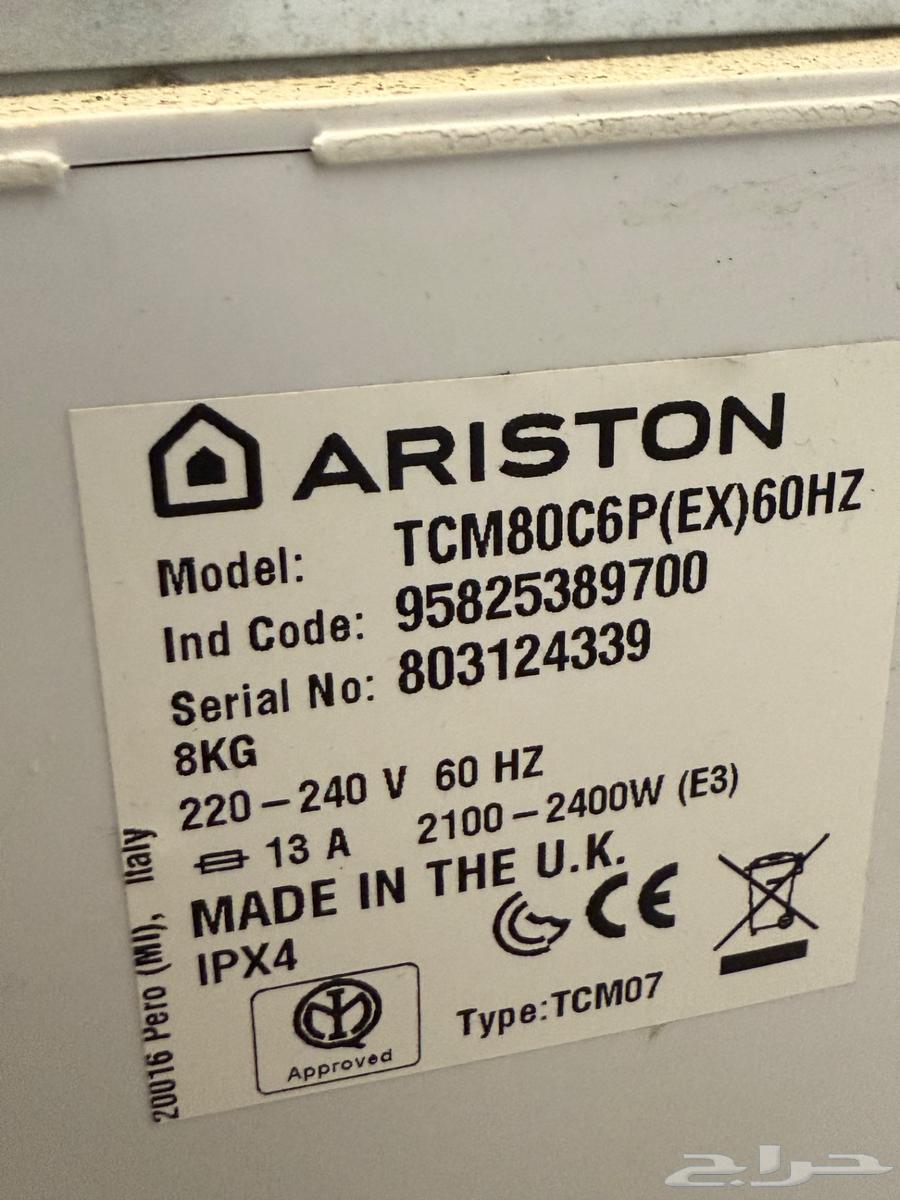 ARISTON
Model: TCM80C6P(EX)60HZ
Ind Code: 95825389700
Serial No: 803124339
8KG
220-240 V 60 HZ
13 A 2100-2400W (E3)
MADE IN THE U.K.
IPX4
CE
Approved
Type:TCM07
20016 Pero (MI), Italy
حراج